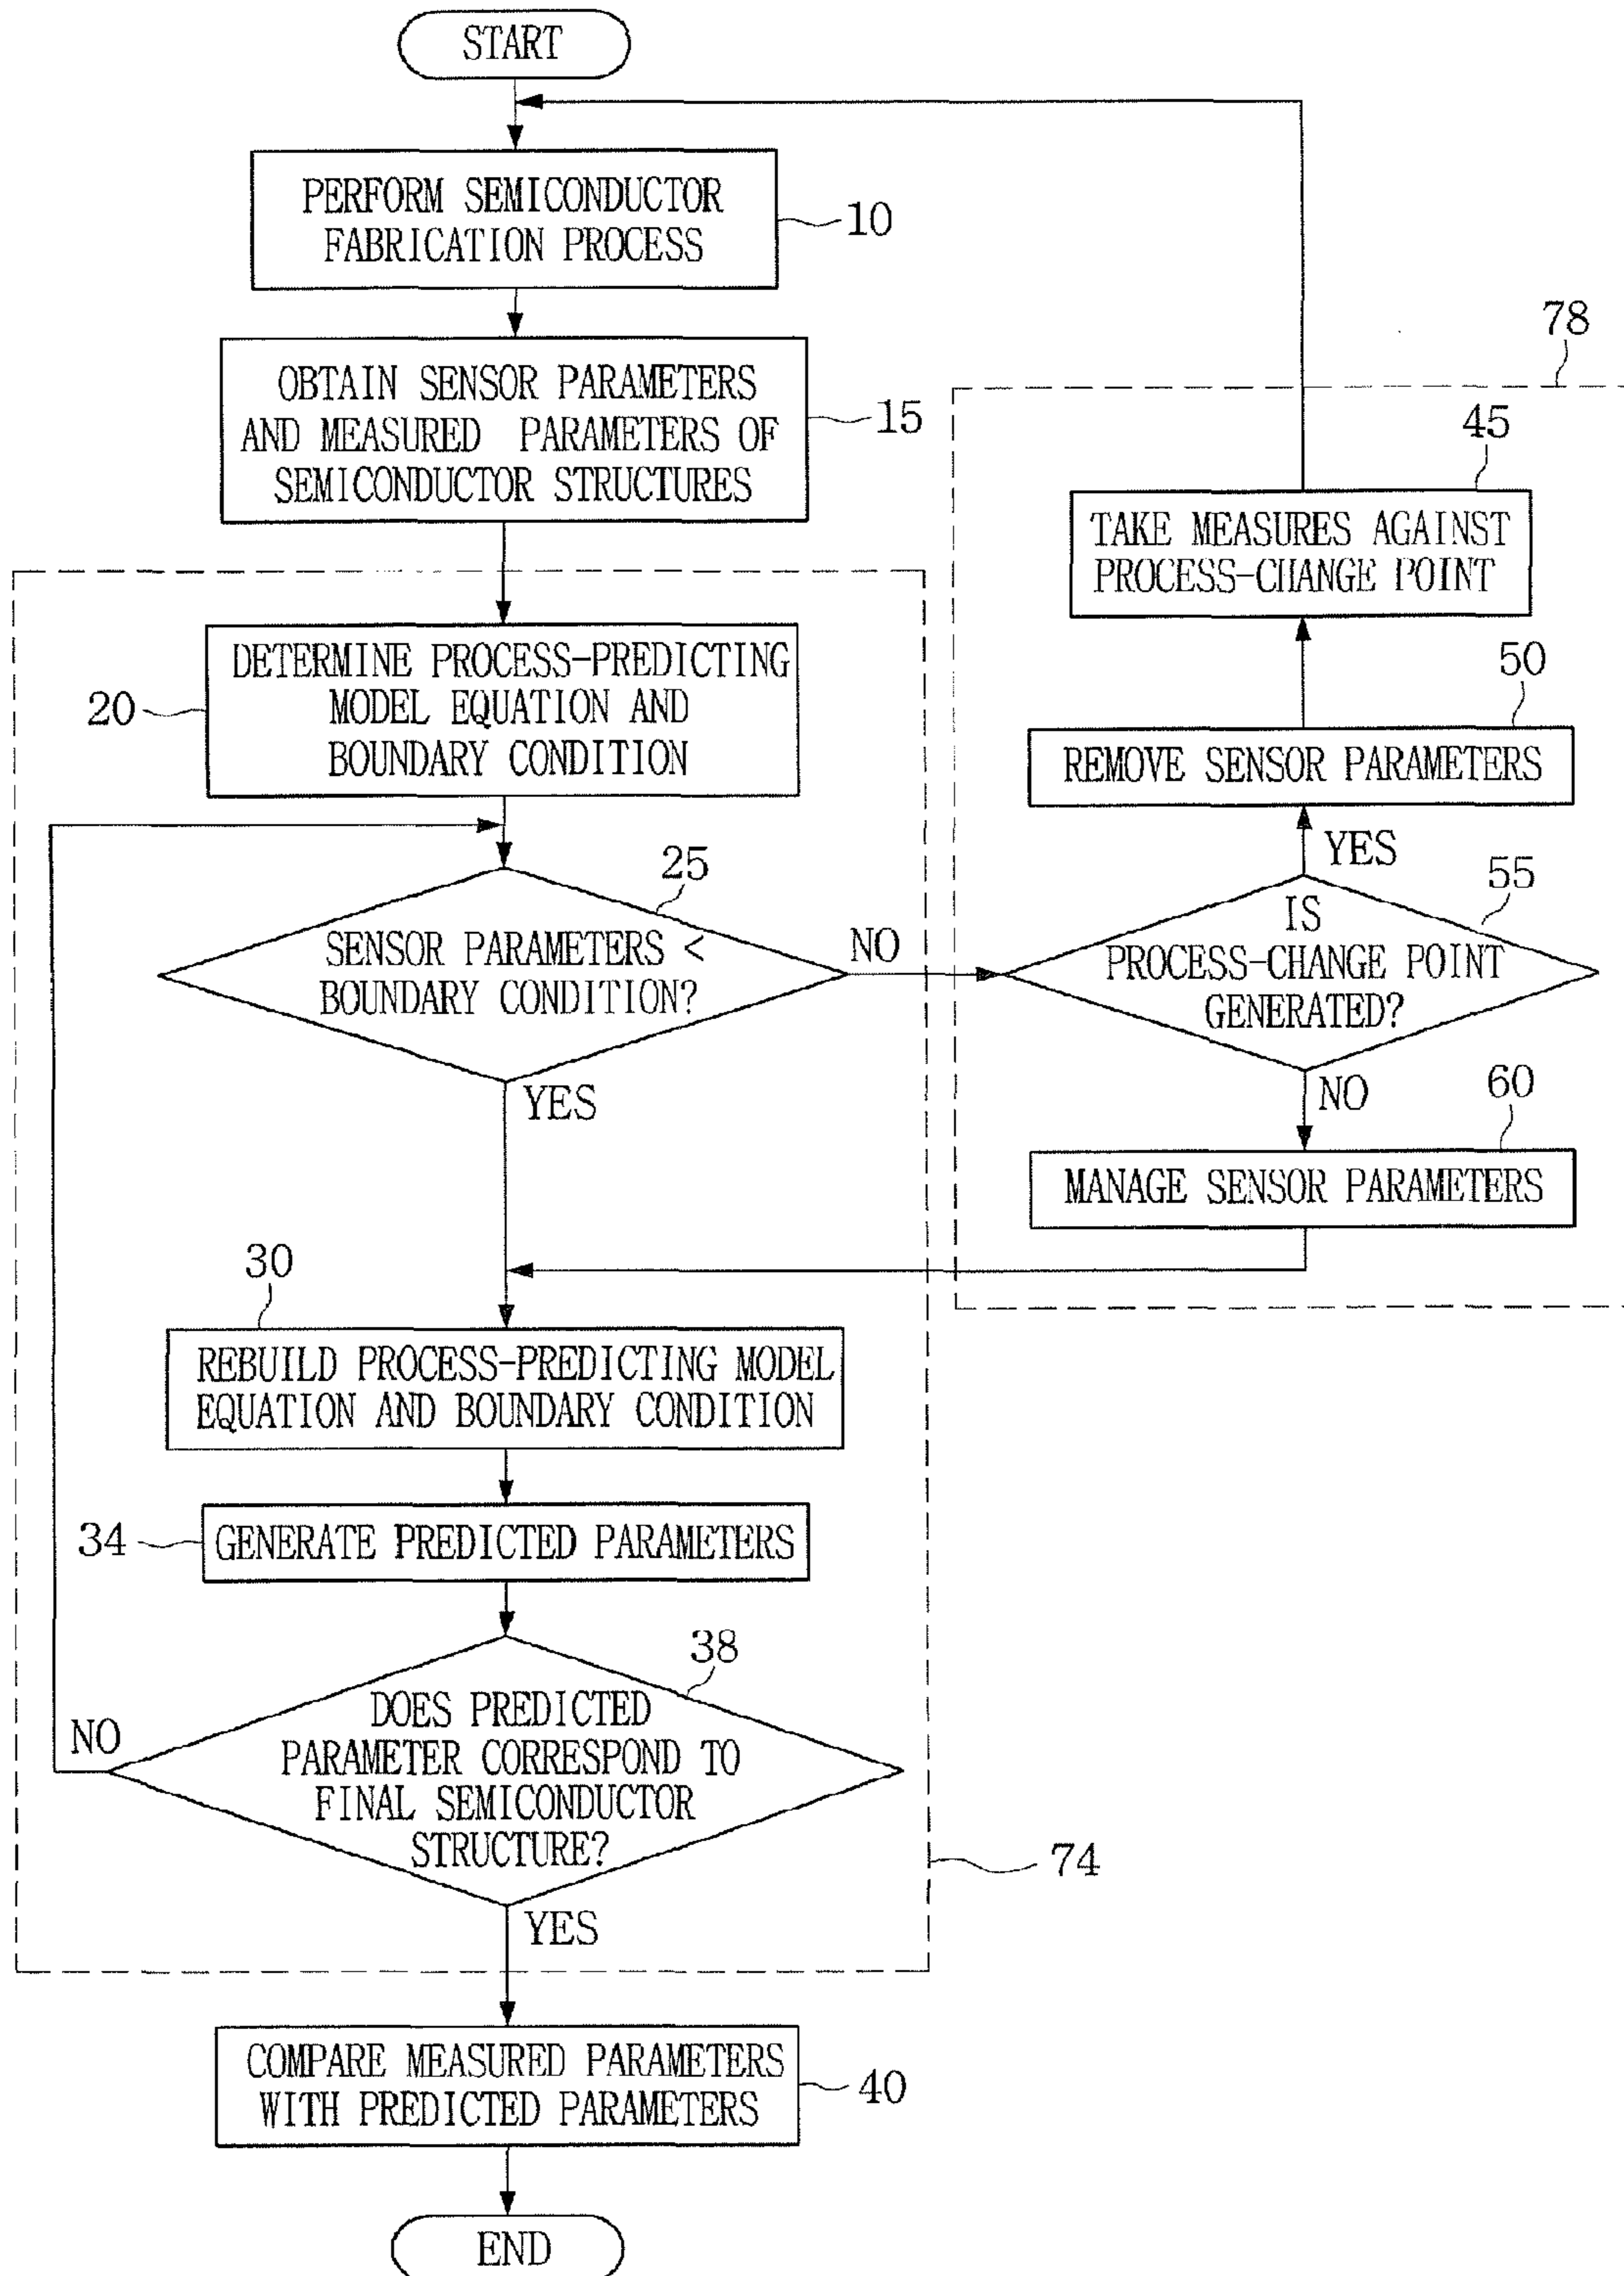 START
PERFORM SEMICONDUCTOR
FABRICATION PROCESS
10
OBTAIN SENSOR PARAMETERS
AND MEASURED PARAMETERS OF
SEMICONDUCTOR STRUCTURES
15
78
45
TAKE MEASURES AGAINST
PROCESS-CHANGE POINT
50
REMOVE SENSOR PARAMETERS
YES
55
IS
PROCESS-CHANGE POINT
GENERATED?
NO
60
MANAGE SENSOR PARAMETERS
20
DETERMINE PROCESS-PREDICTING
MODEL EQUATION AND
BOUNDARY CONDITION
25
SENSOR PARAMETERS <
BOUNDARY CONDITION?
NO
YES
30
REBUILD PROCESS-PREDICTING MODEL
EQUATION AND BOUNDARY CONDITION
34
GENERATE PREDICTED PARAMETERS
38
DOES PREDICTED
PARAMETER CORRESPOND TO
FINAL SEMICONDUCTOR
STRUCTURE?
NO
74
YES
COMPARE MEASURED PARAMETERS
WITH PREDICTED PARAMETERS
40
END